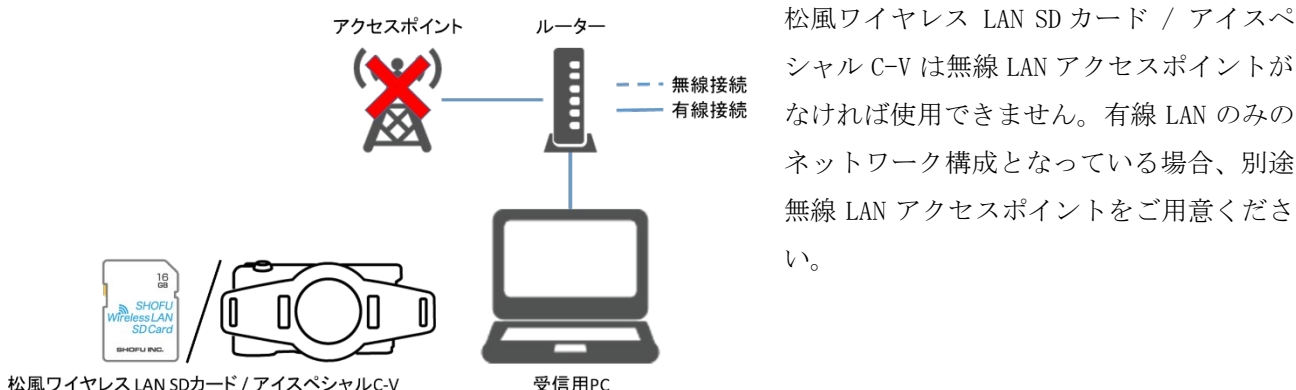 アクセスポイント
ルーター
無線接続
有線接続
16
GB
SHOFU
Wireless LAN
SD Card
SHOFU INC.
松風ワイヤレス LAN SDカード / アイスペシャルC-V
受信用PC
松風ワイヤレス LAN SD カード / アイスペ
シャル C-V は無線 LAN アクセスポイントが
なければ使用できません。有線 LAN のみの
ネットワーク構成となっている場合、別途
無線 LAN アクセスポイントをご用意くださ
い。